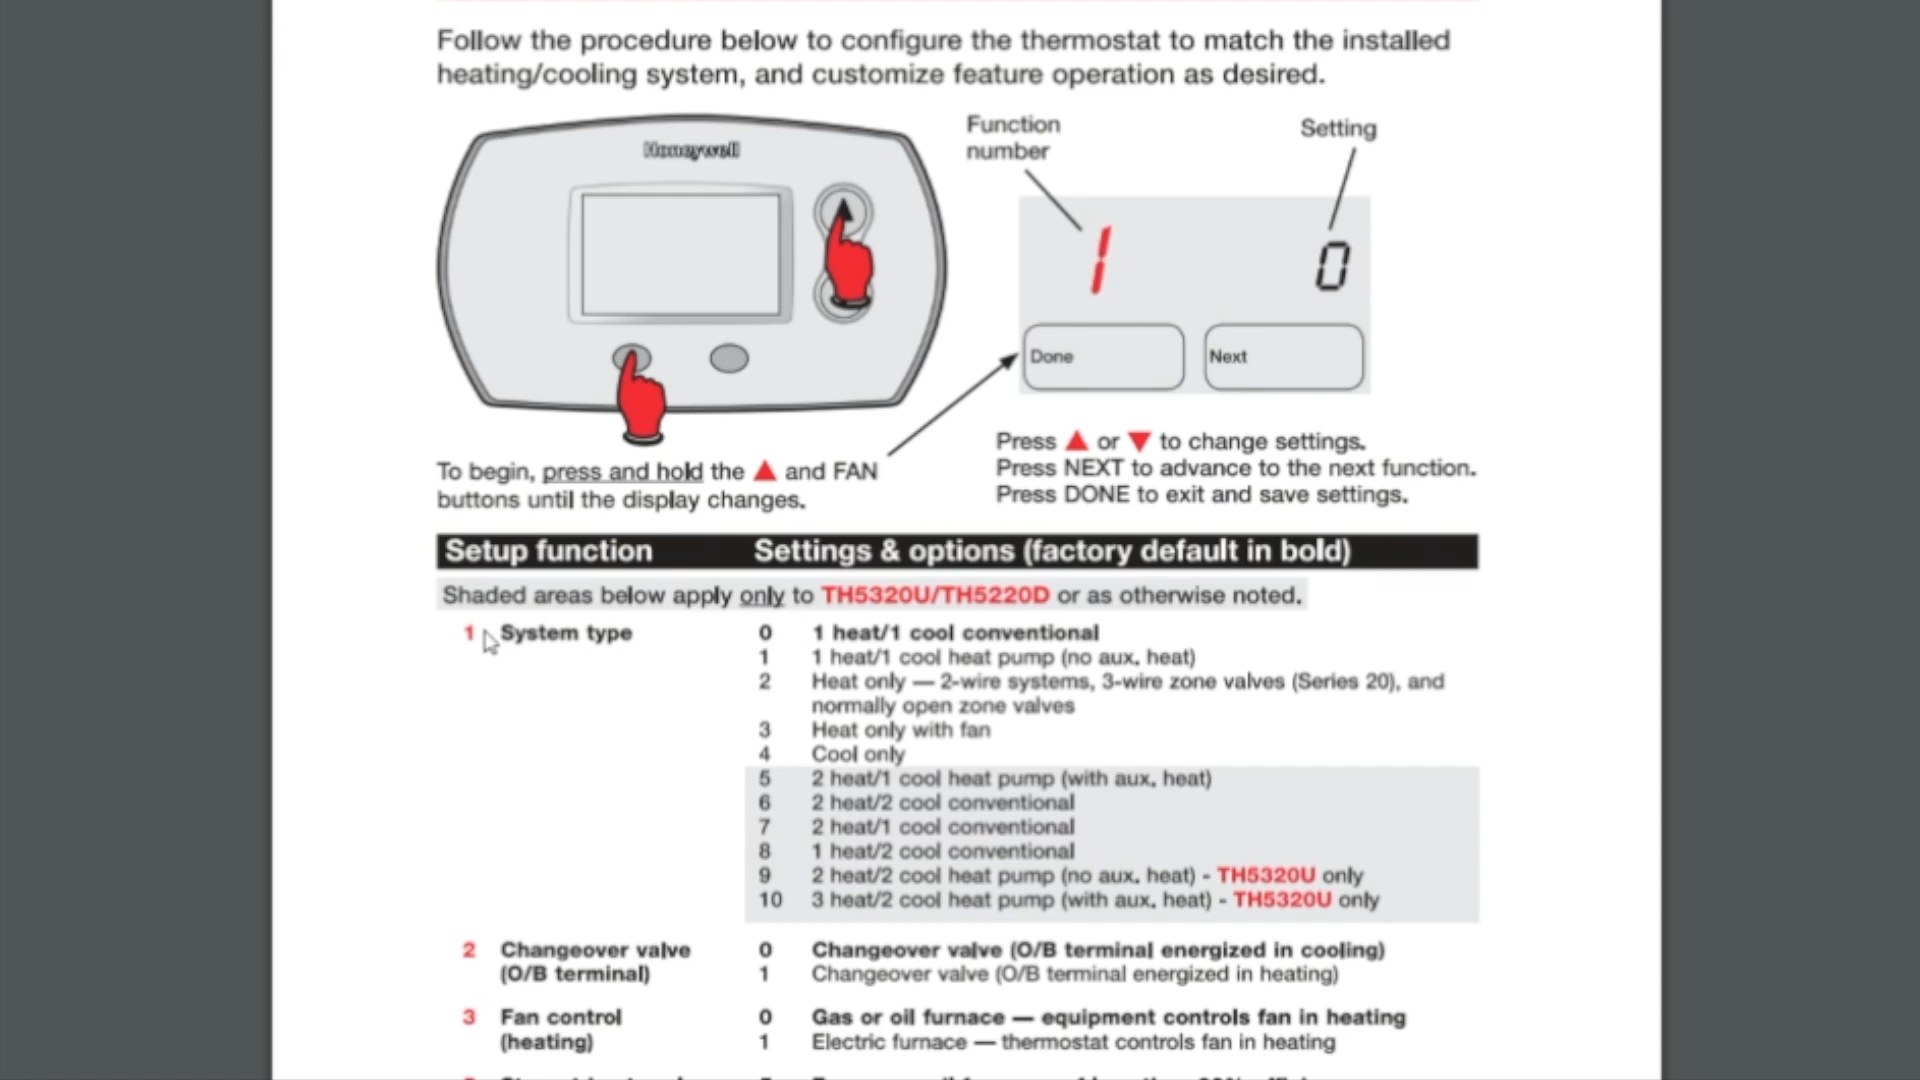 Follow the procedure below to configure the thermostat to match the installed
heating/cooling system, and customize feature operation as desired.
Honeywell
Function
number
Setting
1
0
Done
Next
To begin, press and hold the ▲ and FAN
buttons until the display changes.
Press ▲ or ▼ to change settings.
Press NEXT to advance to the next function.
Press DONE to exit and save settings.
Setup function Settings & options (factory default in bold)
Shaded areas below apply only to TH5320U/TH5220D or as otherwise noted.
1 System type 0 1 heat/1 cool conventional
1 1 heat/1 cool heat pump (no aux. heat)
2 Heat only — 2-wire systems, 3-wire zone valves (Series 20), and
normally open zone valves
3 Heat only with fan
4 Cool only
5 2 heat/1 cool heat pump (with aux. heat)
6 2 heat/2 cool conventional
7 2 heat/1 cool conventional
8 1 heat/2 cool conventional
9 2 heat/2 cool heat pump (no aux. heat) - TH5320U only
10 3 heat/2 cool heat pump (with aux. heat) - TH5320U only
2 Changeover valve 0 Changeover valve (O/B terminal energized in cooling)
(O/B terminal) 1 Changeover valve (O/B terminal energized in heating)
3 Fan control 0 Gas or oil furnace — equipment controls fan in heating
(heating) 1 Electric furnace — thermostat controls fan in heating